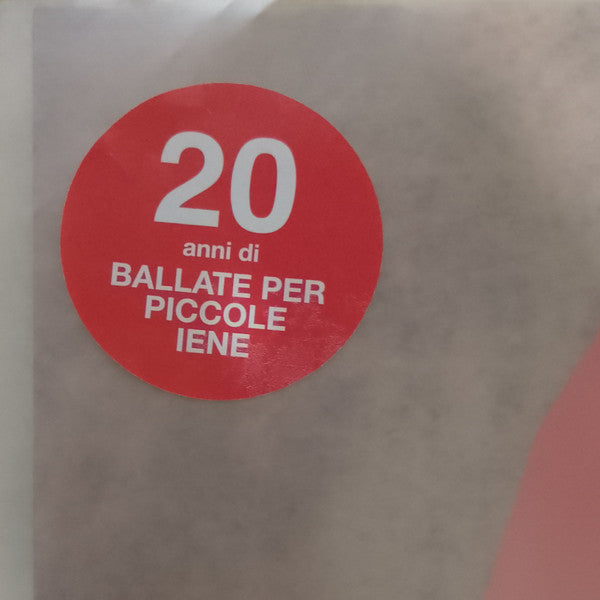 20
anni di
BALLATE PER
PICCOLE
IENE